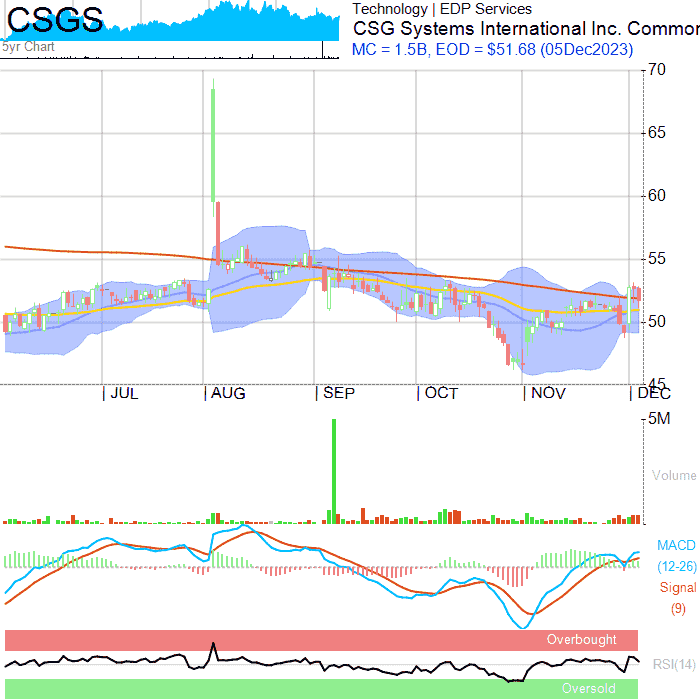 CSGS
5yr Chart
Technology | EDP Services
CSG Systems International Inc. Common
MC = 1.5B, EOD = $51.68 (05Dec2023)
70
65
60
55
50
45
JUL
AUG
SEP
OCT
NOV
DEC
5M
Volume
MACD
(12-26)
Signal
(9)
Overbought
RSI(14)
Oversold